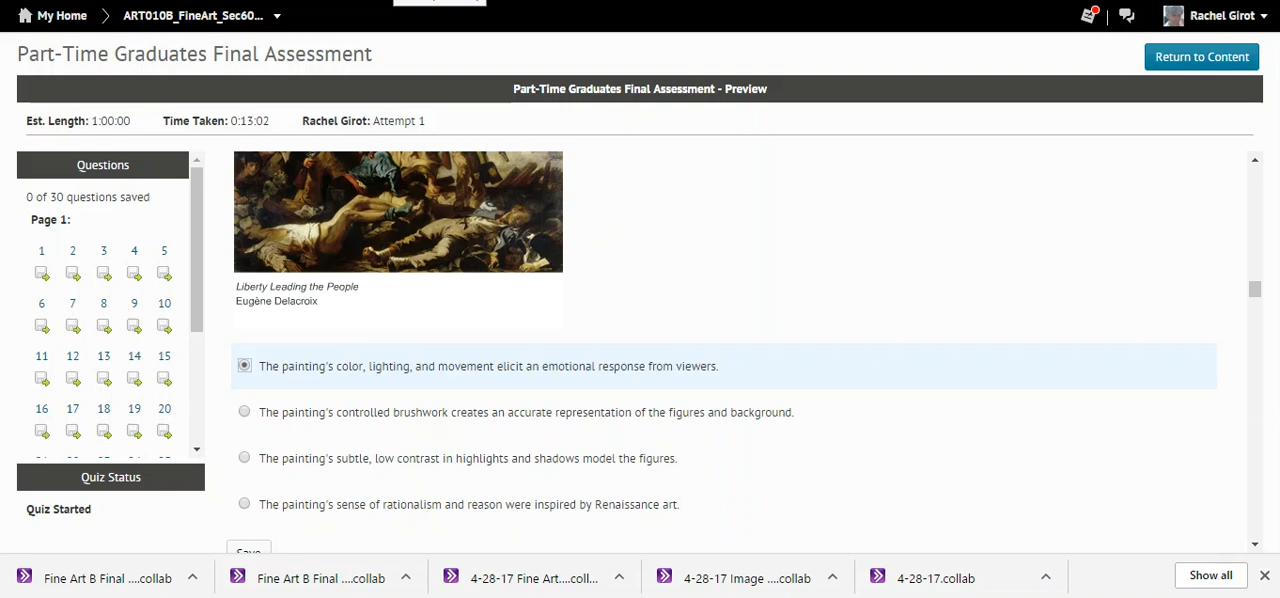 My Home
ART010B_FineArt_Sec60...
Rachel Girot
Part-Time Graduates Final Assessment
Return to Content
Part-Time Graduates Final Assessment - Preview
Est. Length: 1:00:00 Time Taken: 0:13:02 Rachel Girot: Attempt 1
Questions
0 of 30 questions saved
Page 1:
1 2 3 4 5
6 7 8 9 10
11 12 13 14 15
16 17 18 19 20
Quiz Status
Quiz Started
Liberty Leading the People
Eugène Delacroix
The painting's color, lighting, and movement elicit an emotional response from viewers.
The painting's controlled brushwork creates an accurate representation of the figures and background.
The painting's subtle, low contrast in highlights and shadows model the figures.
The painting's sense of rationalism and reason were inspired by Renaissance art.
Save
Fine Art B Final ....collab
Fine Art B Final ....collab
4-28-17 Fine Art....coll...
4-28-17 Image ....collab
4-28-17.collab
Show all